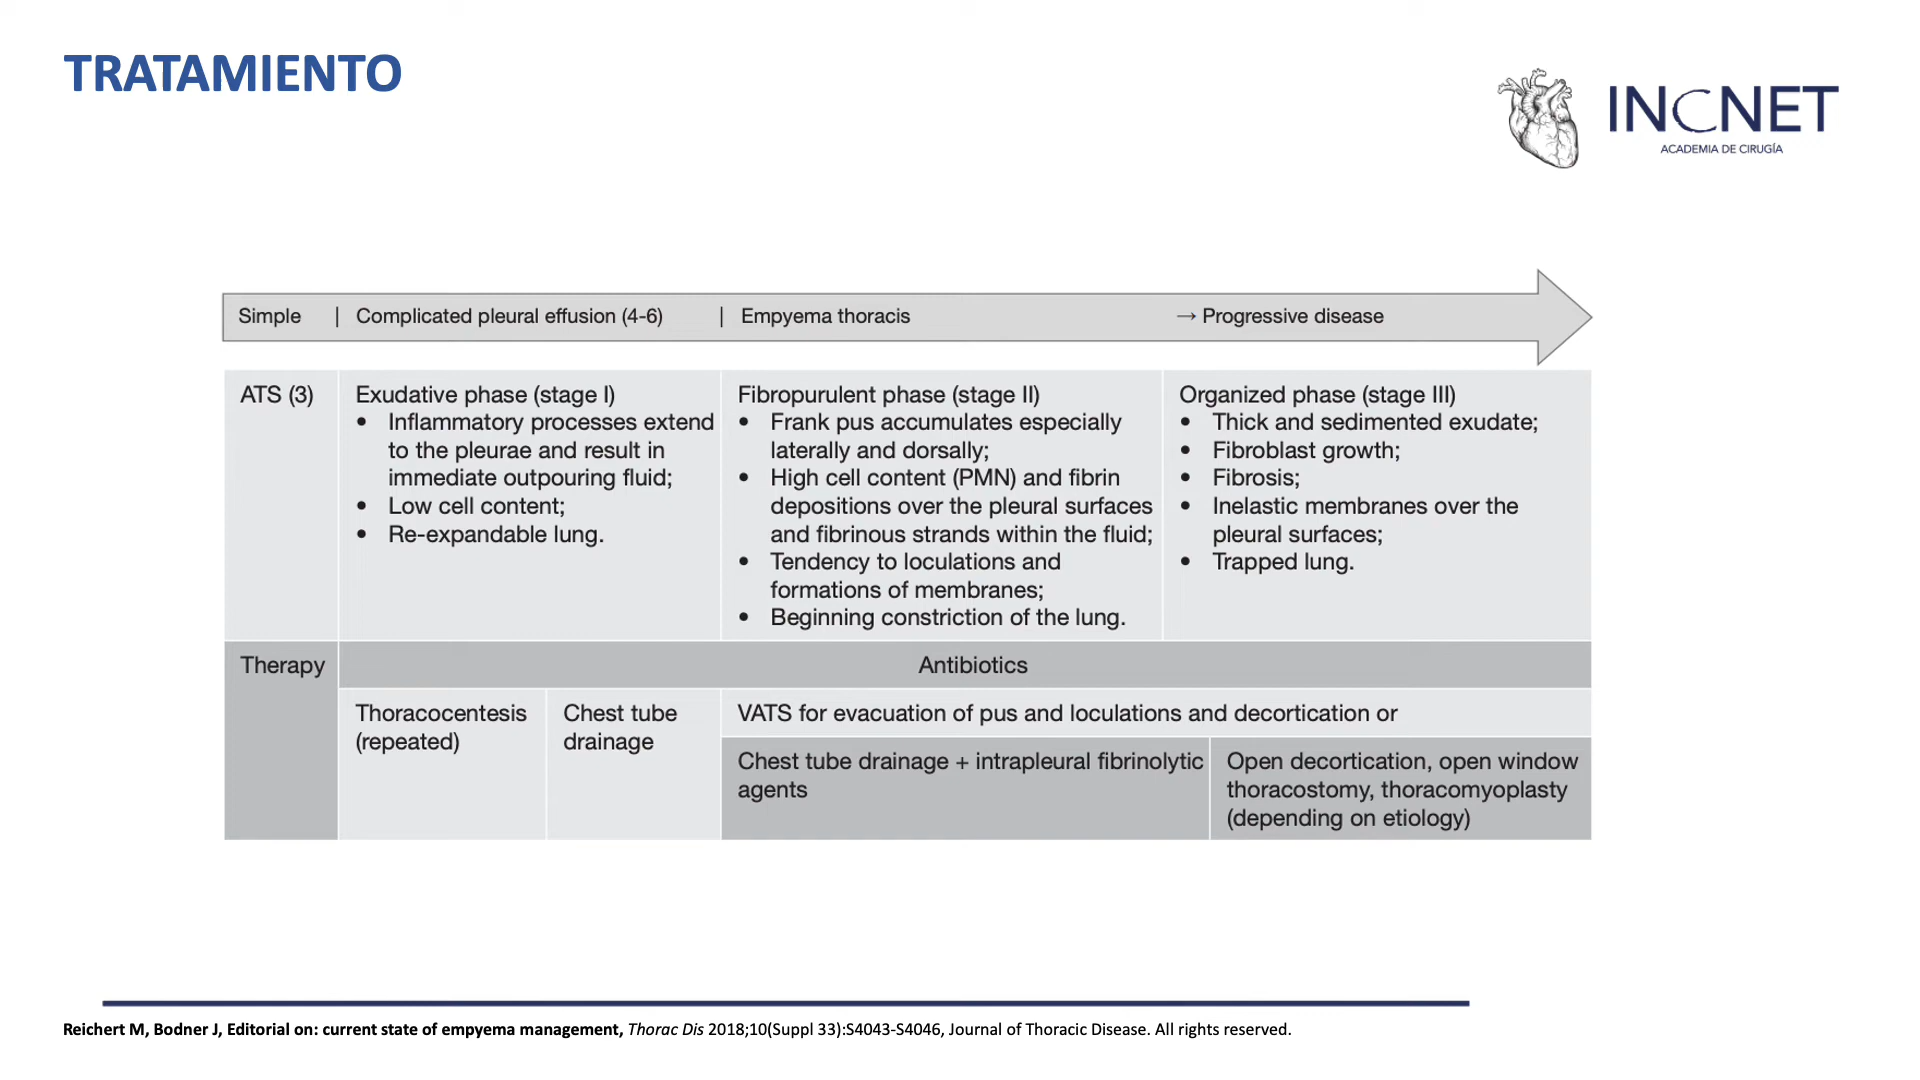 TRATAMIENTO
INCNET
ACADEMIA DE CIRUGÍA
Simple | Complicated pleural effusion (4-6) | Empyema thoracis → Progressive disease
ATS (3)
Exudative phase (stage I)
• Inflammatory processes extend
to the pleurae and result in
immediate outpouring fluid;
• Low cell content;
• Re-expandable lung.
Fibropurulent phase (stage II)
• Frank pus accumulates especially
laterally and dorsally;
• High cell content (PMN) and fibrin
depositions over the pleural surfaces
and fibrinous strands within the fluid;
• Tendency to loculations and
formations of membranes;
• Beginning constriction of the lung.
Organized phase (stage III)
• Thick and sedimented exudate;
• Fibroblast growth;
• Fibrosis;
• Inelastic membranes over the
pleural surfaces;
• Trapped lung.
Therapy
Antibiotics
Thoracocentesis
(repeated)
Chest tube
drainage
VATS for evacuation of pus and loculations and decortication or
Chest tube drainage + intrapleural fibrinolytic
agents
Open decortication, open window
thoracostomy, thoracomyoplasty
(depending on etiology)
Reichert M, Bodner J, Editorial on: current state of empyema management, Thorac Dis 2018;10(Suppl 33):S4043-S4046, Journal of Thoracic Disease. All rights reserved.